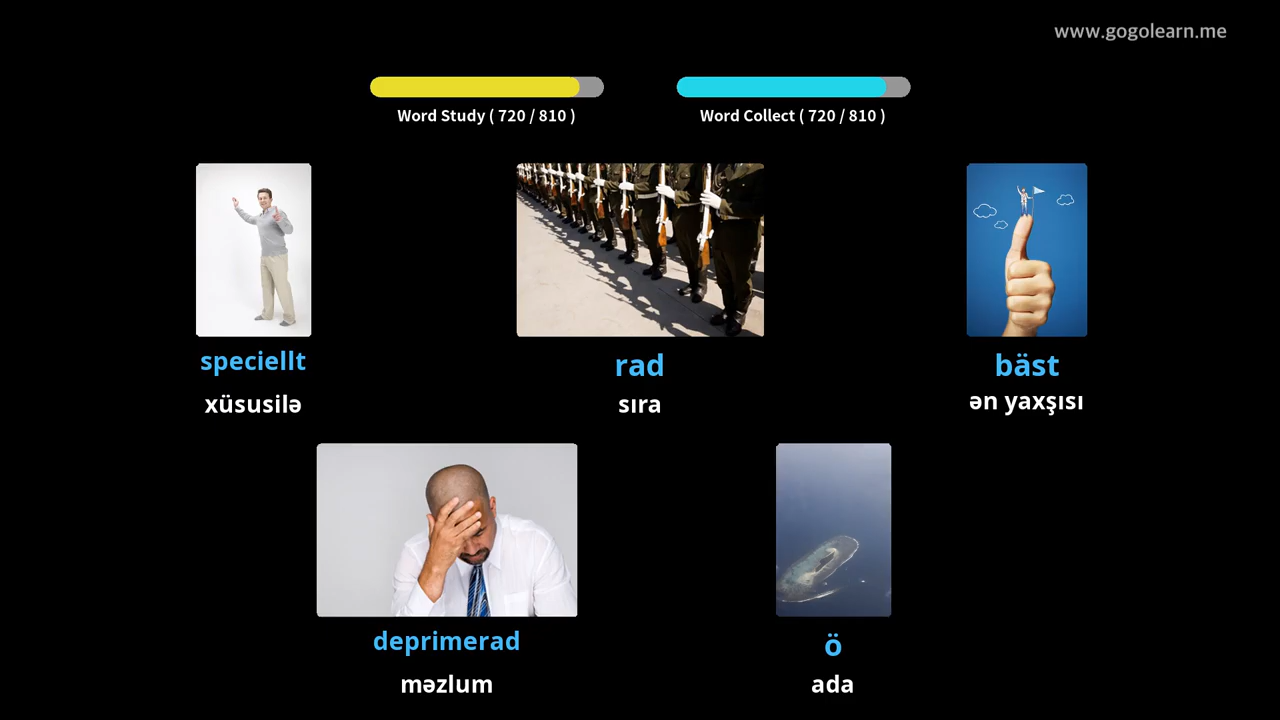 www.gogolearn.me
Word Study ( 720 / 810 )
Word Collect ( 720 / 810 )
speciellt
xüsusilə
rad
sıra
bäst
ən yaxşısı
deprimerad
məzlum
ö
ada